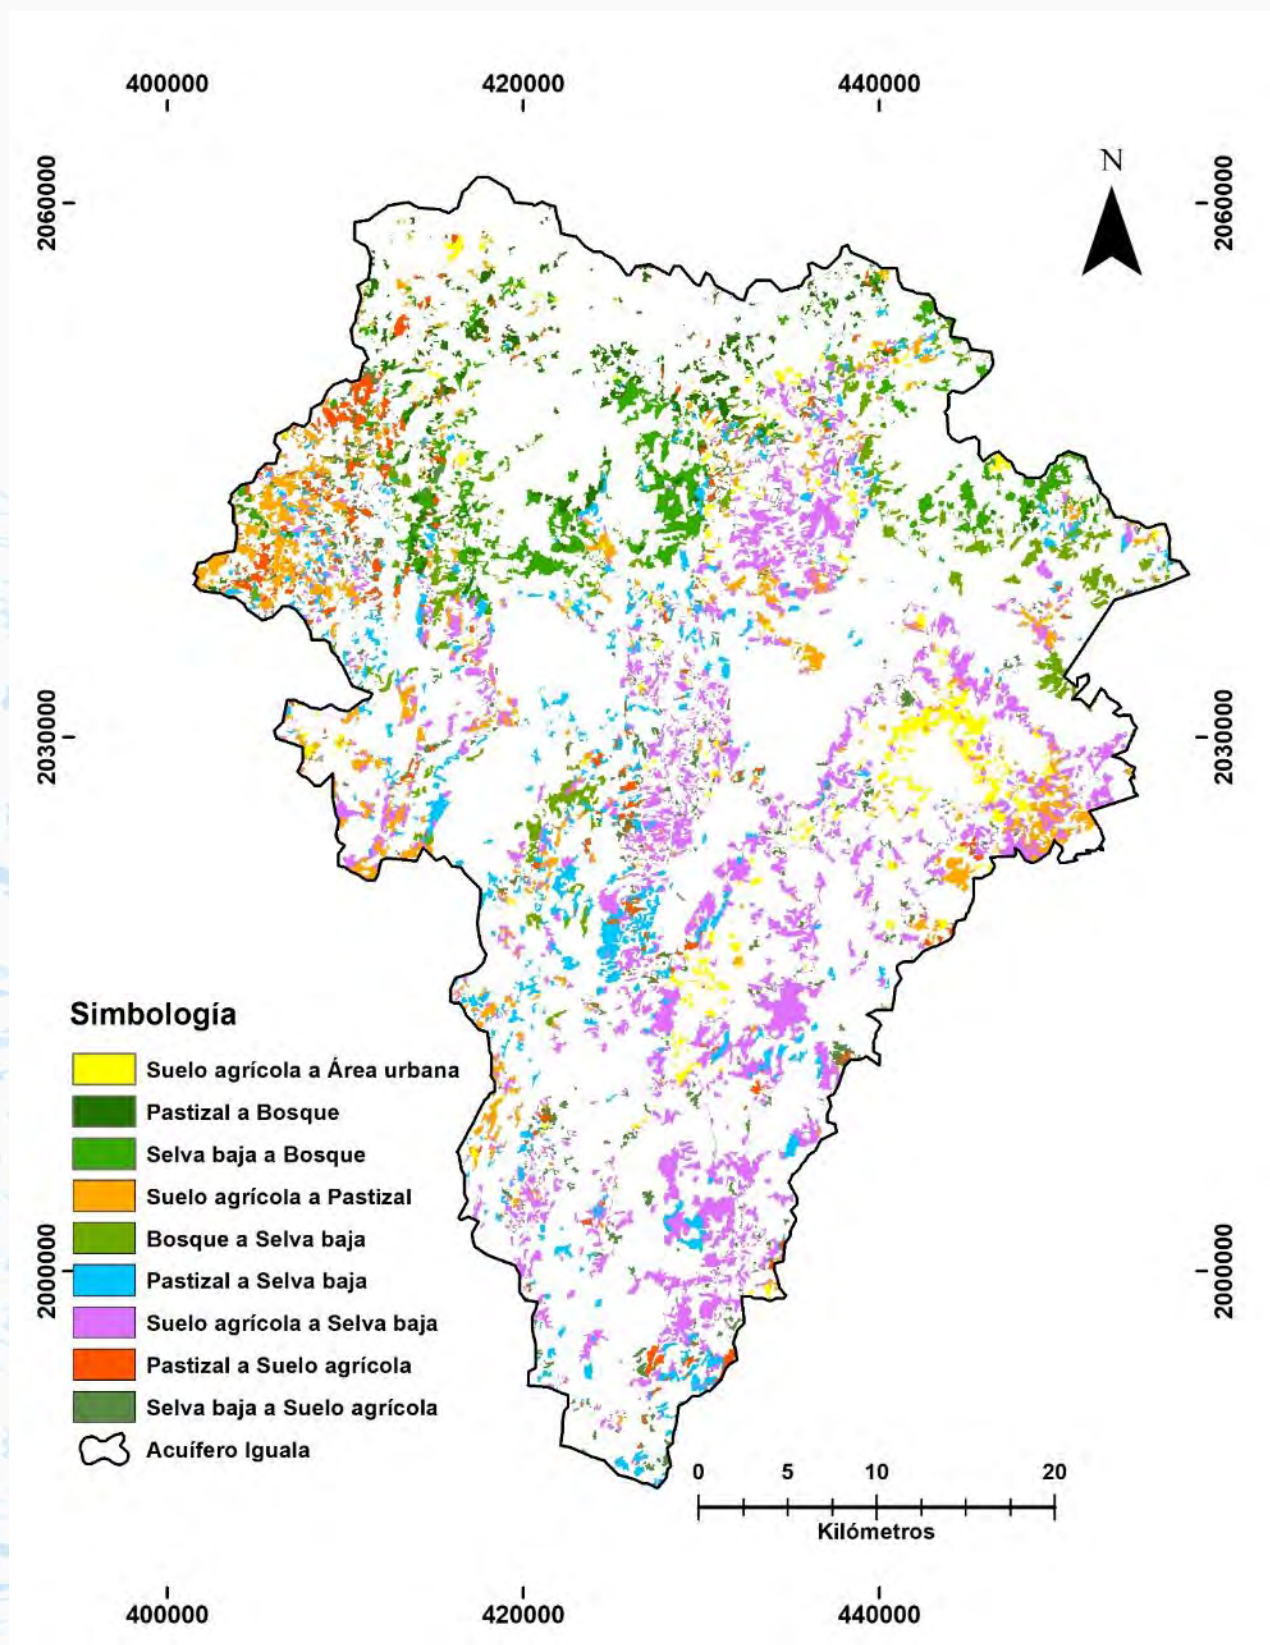 400000 420000 440000
N
2060000 2060000
2030000 2030000
Simbología
Suelo agrícola a Área urbana
Pastizal a Bosque
Selva baja a Bosque
Suelo agrícola a Pastizal
Bosque a Selva baja
Pastizal a Selva baja
Suelo agrícola a Selva baja
Pastizal a Suelo agrícola
Selva baja a Suelo agrícola
Acuífero Iguala
2000000 2000000
0 5 10 20
Kilómetros
400000 420000 440000